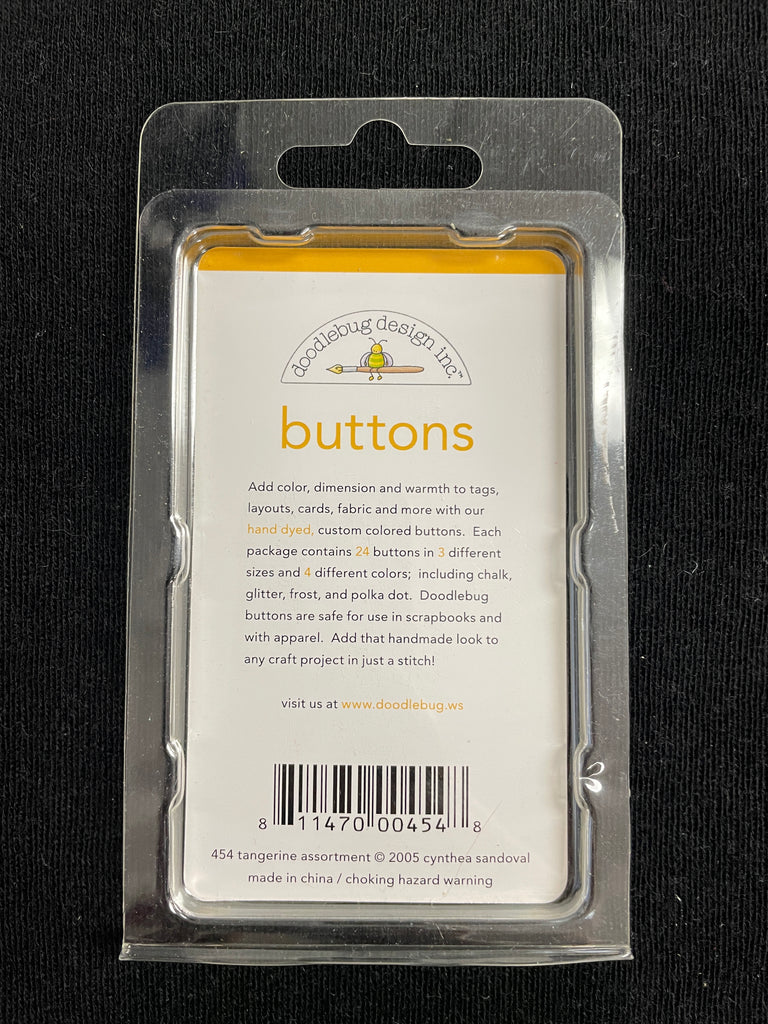 doodlebug design inc.™
buttons
Add color, dimension and warmth to tags,
layouts, cards, fabric and more with our
hand dyed, custom colored buttons. Each
package contains 24 buttons in 3 different
sizes and 4 different colors; including chalk,
glitter, frost, and polka dot. Doodlebug
buttons are safe for use in scrapbooks and
with apparel. Add that handmade look to
any craft project in just a stitch!
visit us at www.doodlebug.ws
8 11470 00454 8
454 tangerine assortment © 2005 cynthea sandoval
made in china / choking hazard warning